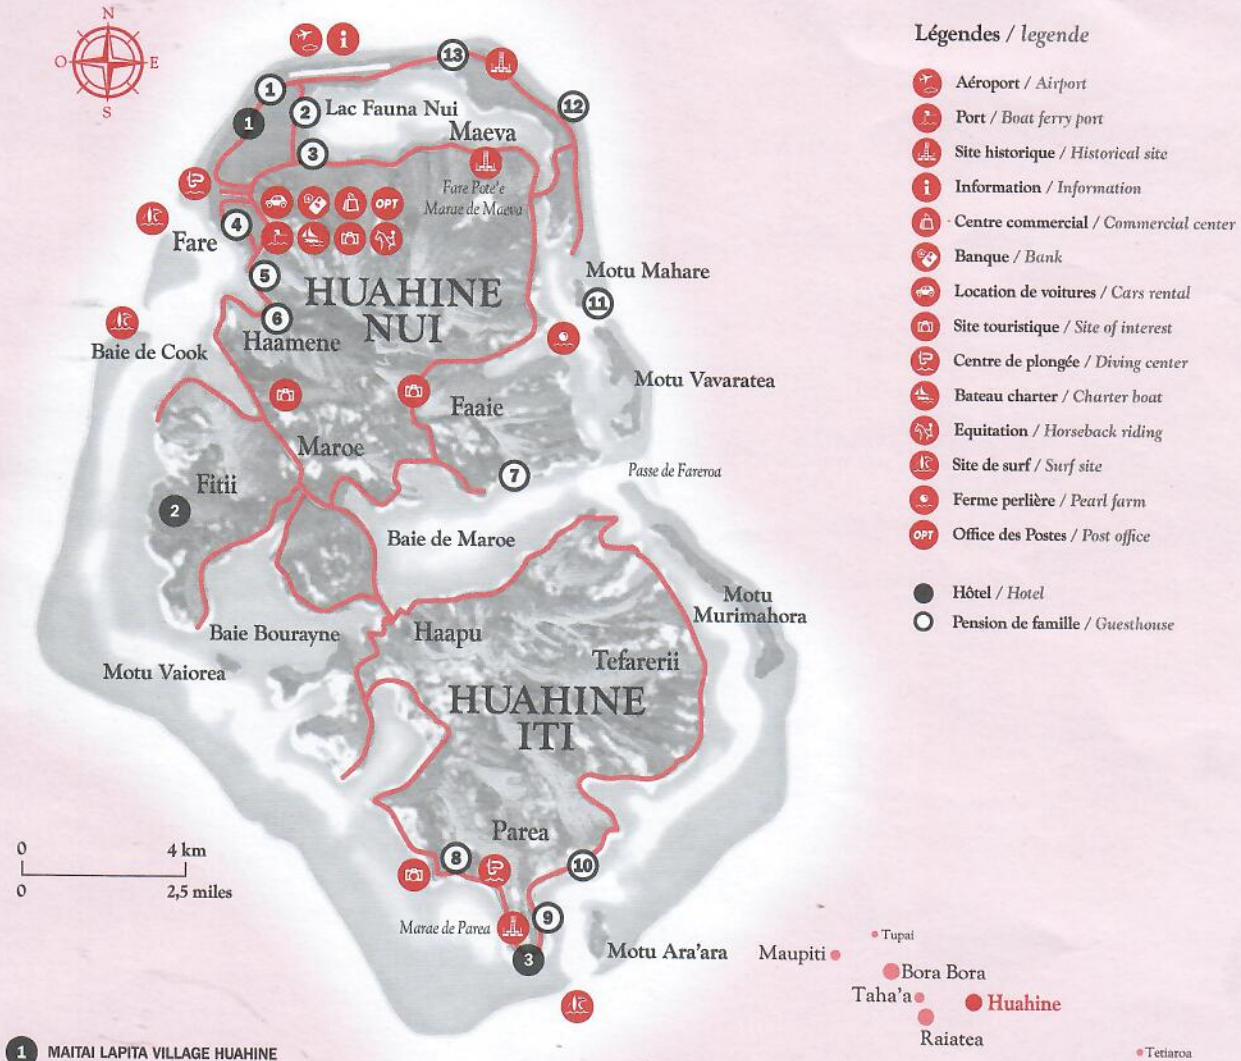 N
O
E
S
13
1
2
Lac Fauna Nui
12
1
Maeva
3
Fare Pote'e
Marae de Maeva
OPT
4
Fare
5
Motu Mahare
HUAHINE
NUI
11
6
Haamene
Baie de Cook
Motu Vavaratea
Faaie
Maroe
Passe de Fareroa
7
Fitii
2
Baie de Maroe
Motu
Murimahora
Baie Bourayne
Haapu
Tefarerii
Motu Vaiorea
HUAHINE
ITI
Parea
8
10
0 4 km
0 2,5 miles
9
Marae de Parea
3
Motu Ara'ara
Légendes / legende
Aéroport / Airport
Port / Boat ferry port
Site historique / Historical site
i Information / Information
Centre commercial / Commercial center
Banque / Bank
Location de voitures / Cars rental
Site touristique / Site of interest
Centre de plongée / Diving center
Bateau charter / Charter boat
Equitation / Horseback riding
Site de surf / Surf site
Ferme perlière / Pearl farm
OPT Office des Postes / Post office
Hôtel / Hotel
Pension de famille / Guesthouse
Tupai
Maupiti
Bora Bora
Taha'a
Huahine
Raiatea
Tetiaroa
1 MAITAI LAPITA VILLAGE HUAHINE